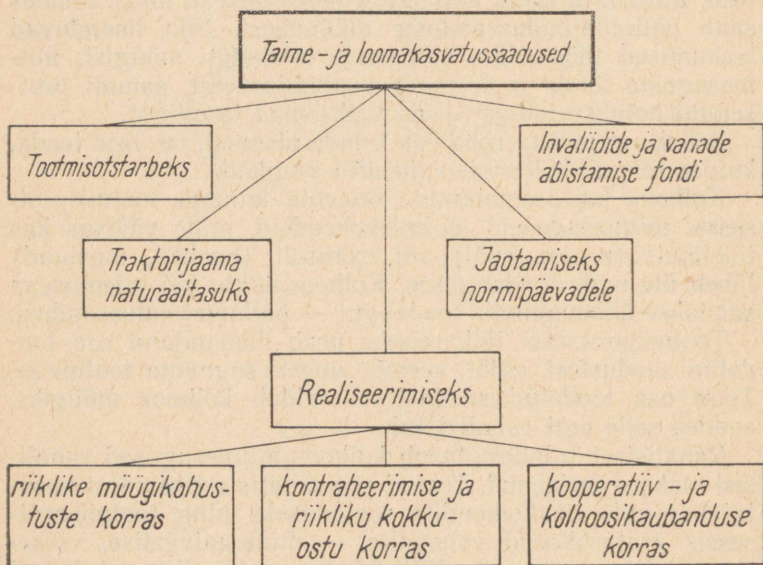 Taime-ja loomakasvatussaadused
Tootmisotstarbeks
Invaliidide ja vanade
abistamise fondi
Traktorijaama
naturaaltasuks
Jaotamiseks
normipäevadele
Realiseerimiseks
riiklike müügikohus-
tuste korras
kontraheerimise ja
riikliku kokku-
ostu korras
kooperatiiv-ja
kolhoosikaubanduse
korras